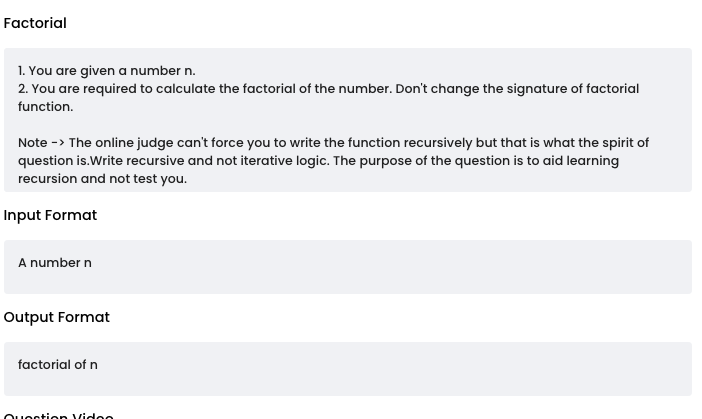 Factorial
1. You are given a number n.
2. You are required to calculate the factorial of the number. Don't change the signature of factorial
function.
Note -> The online judge can't force you to write the function recursively but that is what the spirit of
question is.Write recursive and not iterative logic. The purpose of the question is to aid learning
recursion and not test you.
Input Format
A number n
Output Format
factorial of n
Question Video